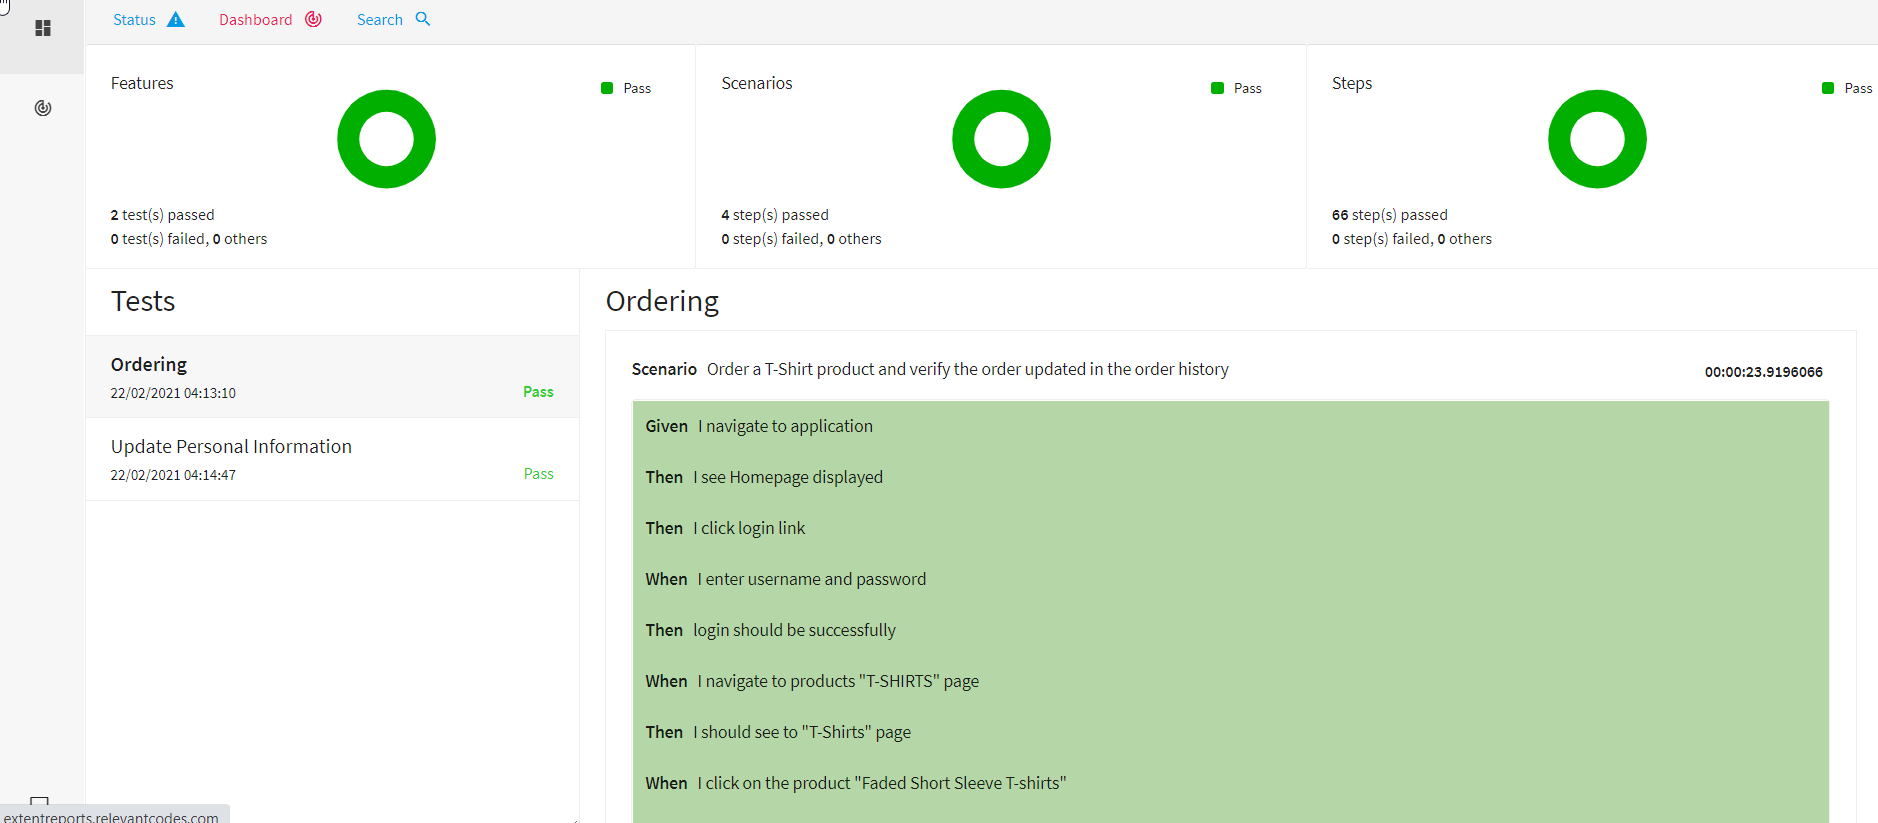 Status Dashboard Search
Features
Pass
2 test(s) passed
0 test(s) failed, 0 others
Scenarios
Pass
4 step(s) passed
0 step(s) failed, 0 others
Steps
Pass
66 step(s) passed
0 step(s) failed, 0 others
Tests
Ordering
22/02/2021 04:13:10 Pass
Update Personal Information
22/02/2021 04:14:47 Pass
Ordering
Scenario Order a T-Shirt product and verify the order updated in the order history 00:00:23.9196066
Given I navigate to application
Then I see Homepage displayed
Then I click login link
When I enter username and password
Then login should be successfully
When I navigate to products "T-SHIRTS" page
Then I should see to "T-Shirts" page
When I click on the product "Faded Short Sleeve T-shirts"
extentreports.relevantcodes.com